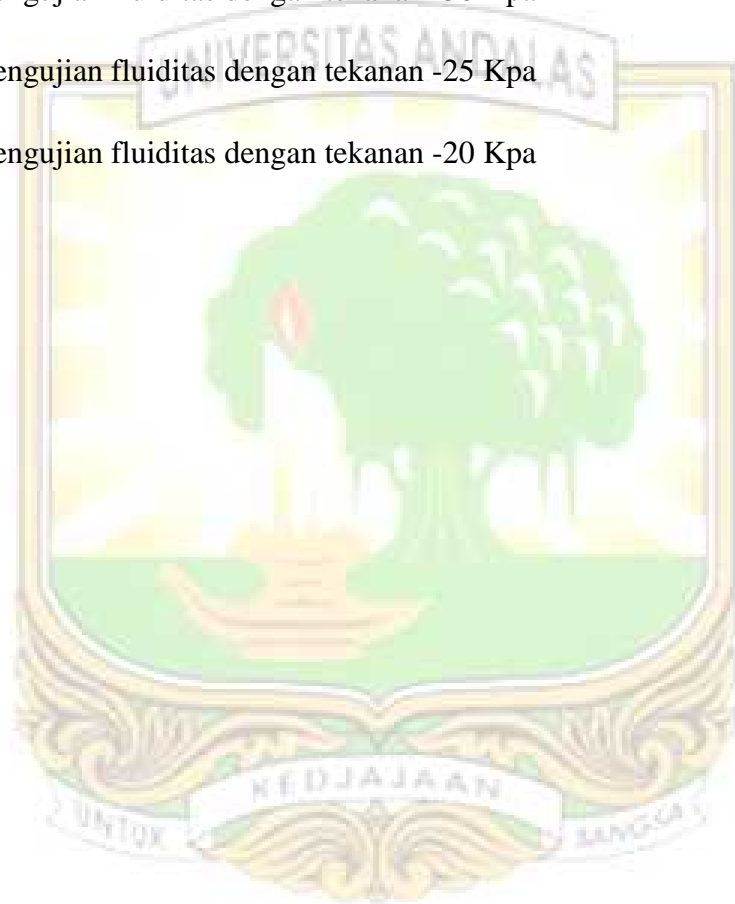 UNIVERSITAS ANDALAS
engujian fluiditas dengan tekanan -25 Kpa
engujian fluiditas dengan tekanan -20 Kpa
KEDJAJAAN
UNTUK BANGSA